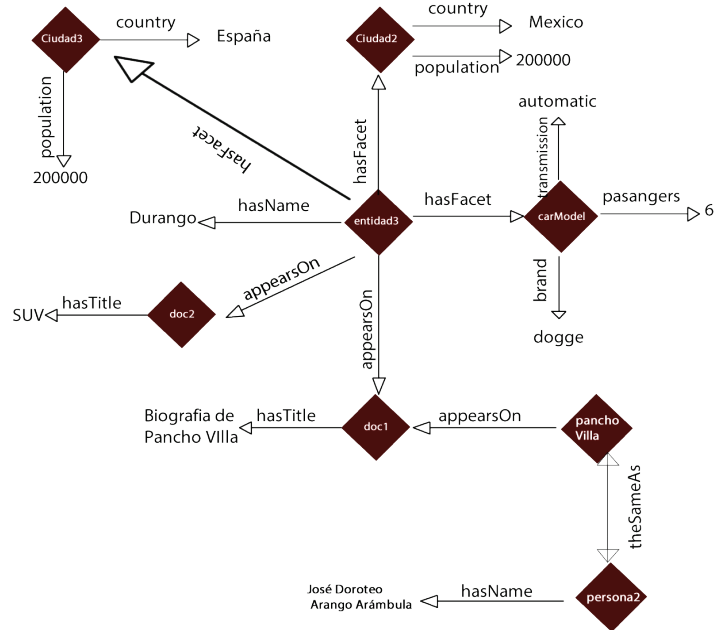 country
Ciudad3
España
population
200000
hasFacet
country
Ciudad2
Mexico
population
200000
hasFacet
automatic
transmission
hasName
Durango
entidad3
hasFacet
carModel
pasangers
6
brand
dogge
appearsOn
hasTitle
SUV
doc2
appearsOn
Biografia de
Pancho VIlla
hasTitle
doc1
appearsOn
pancho
Villa
theSameAs
José Doroteo
Arango Arámbula
hasName
persona2